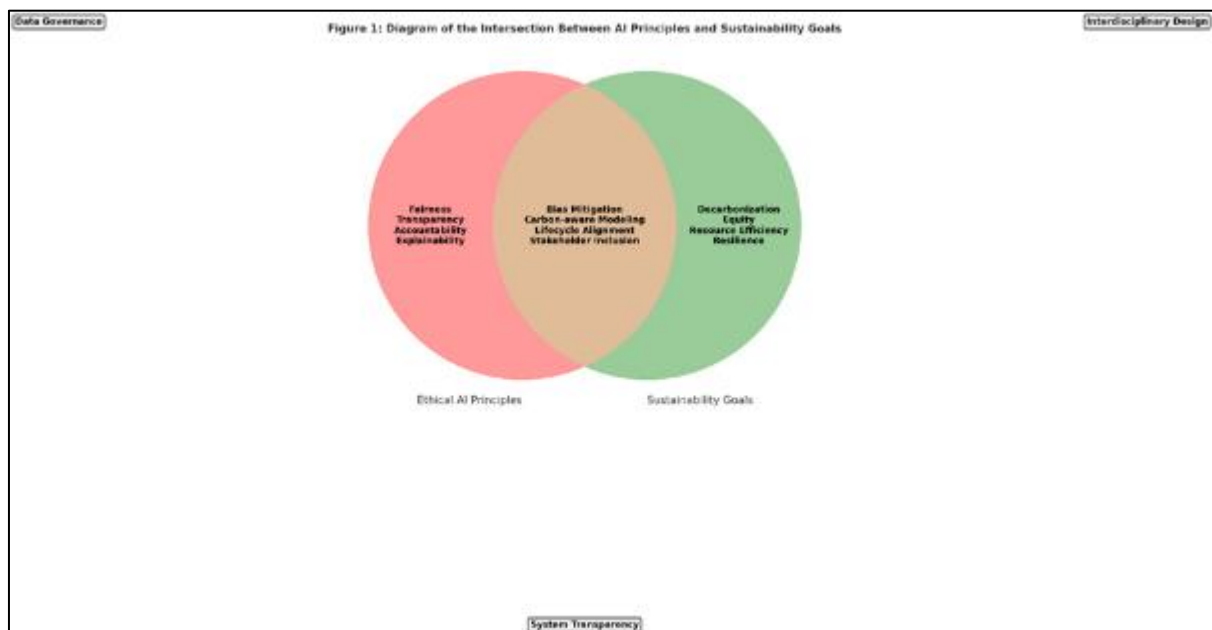 Data Governance
Interdisciplinary Design
Figure 1: Diagram of the Intersection Between AI Principles and Sustainability Goals
Fairness
Transparency
Accountability
Explainability
Bias Mitigation
Carbon-aware Modeling
Lifecycle Alignment
Stakeholder Inclusion
Decarbonization
Equity
Resource Efficiency
Resilience
Ethical AI Principles
Sustainability Goals
System Transparency